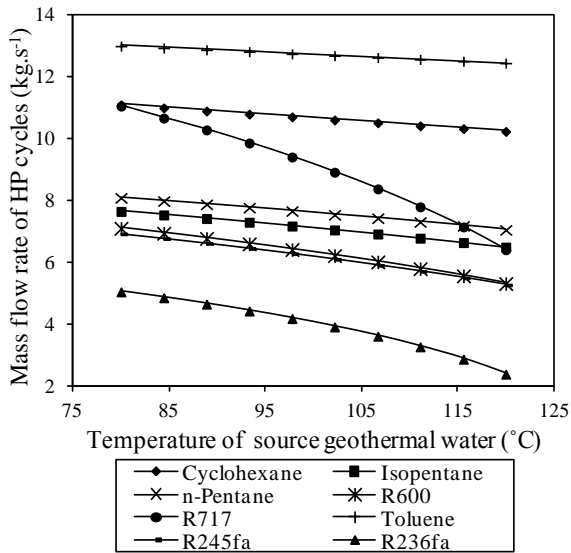 Mass flow rate of HP cycles (kg.s⁻¹)
14
12
10
8
6
4
2
75
85
95
105
115
125
Temperature of source geothermal water (˚C)
Cyclohexane
Isopentane
n-Pentane
R600
R717
Toluene
R245fa
R236fa